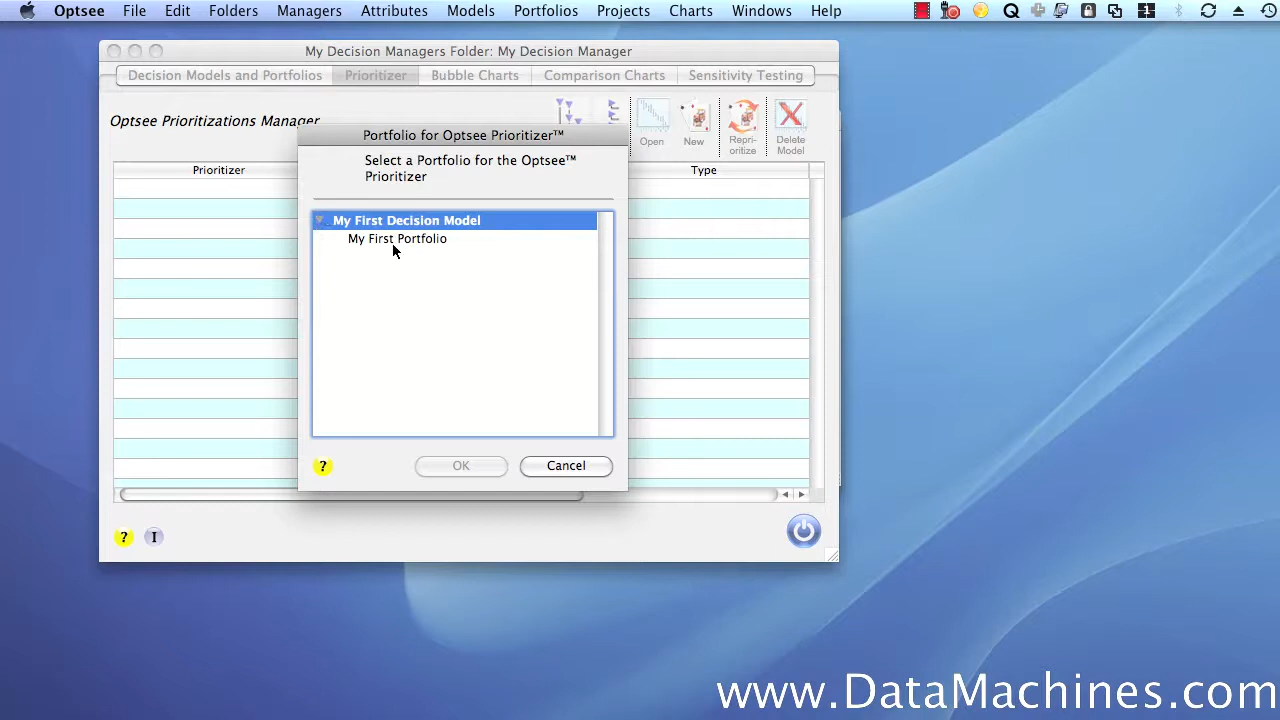 Optsee File Edit Folders Managers Attributes Models Portfolios Projects Charts Windows Help
My Decision Managers Folder: My Decision Manager
Decision Models and Portfolios Prioritizer Bubble Charts Comparison Charts Sensitivity Testing
Optsee Prioritizations Manager
Open New Repri-oritize Delete Model
Portfolio for Optsee Prioritizer™
Select a Portfolio for the Optsee™
Prioritizer
Prioritizer Type
My First Decision Model
My First Portfolio
? OK Cancel
? I
www.DataMachines.com